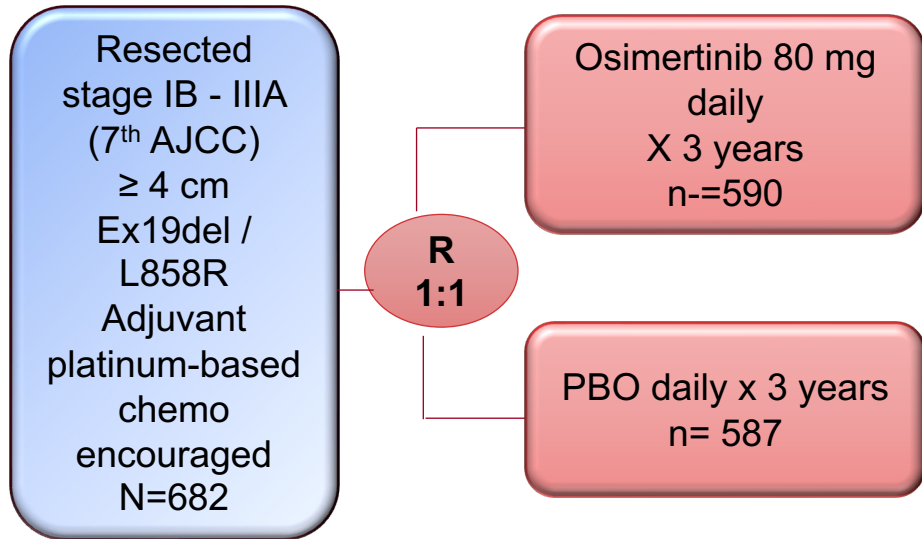 Resected
stage IB - IIIA
(7th AJCC)
≥ 4 cm
Ex19del /
L858R
Adjuvant
platinum-based
chemo
encouraged
N=682
R
1:1
Osimertinib 80 mg
daily
X 3 years
n-=590
PBO daily x 3 years
n= 587